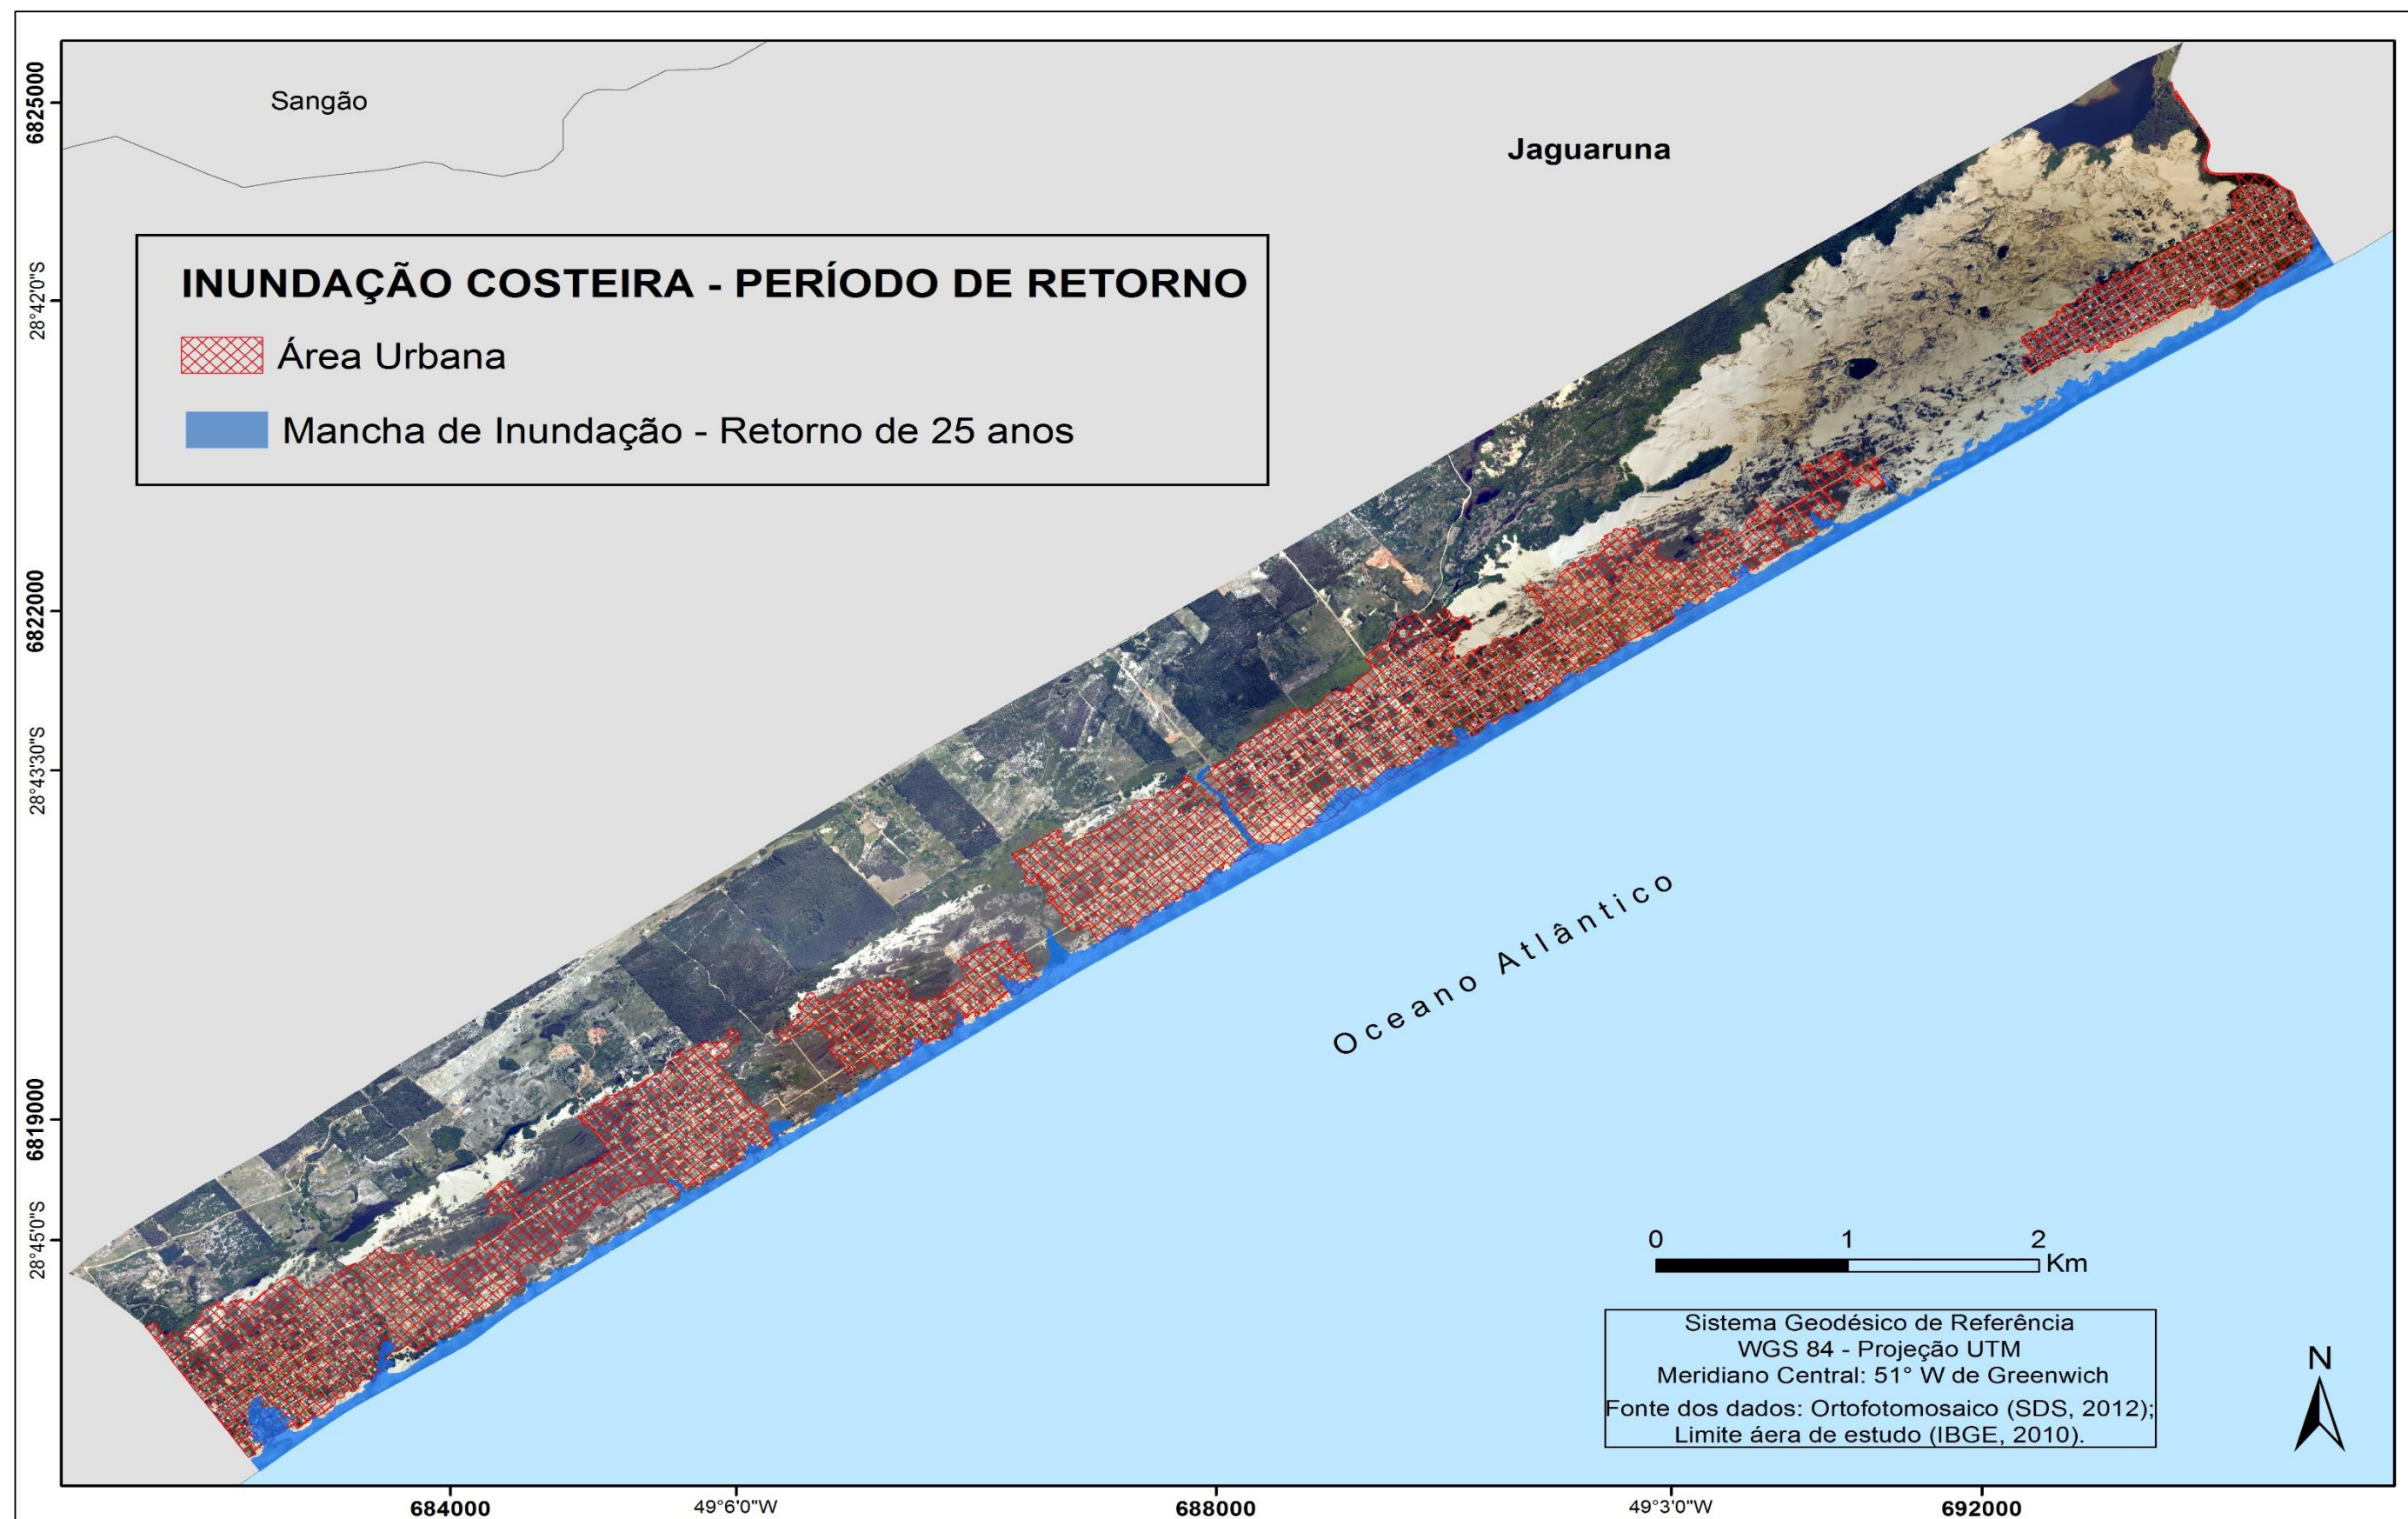 Sangão
Jaguaruna
INUNDAÇÃO COSTEIRA - PERÍODO DE RETORNO
Área Urbana
Mancha de Inundação - Retorno de 25 anos
6825000
28°42'0"S
6822000
28°43'30"S
6819000
28°45'0"S
Oceano Atlântico
0 1 2
Km
Sistema Geodésico de Referência
WGS 84 - Projeção UTM
Meridiano Central: 51° W de Greenwich
Fonte dos dados: Ortofotomosaico (SDS, 2012);
Limite áera de estudo (IBGE, 2010).
N
684000 49°6'0"W 688000 49°3'0"W 692000